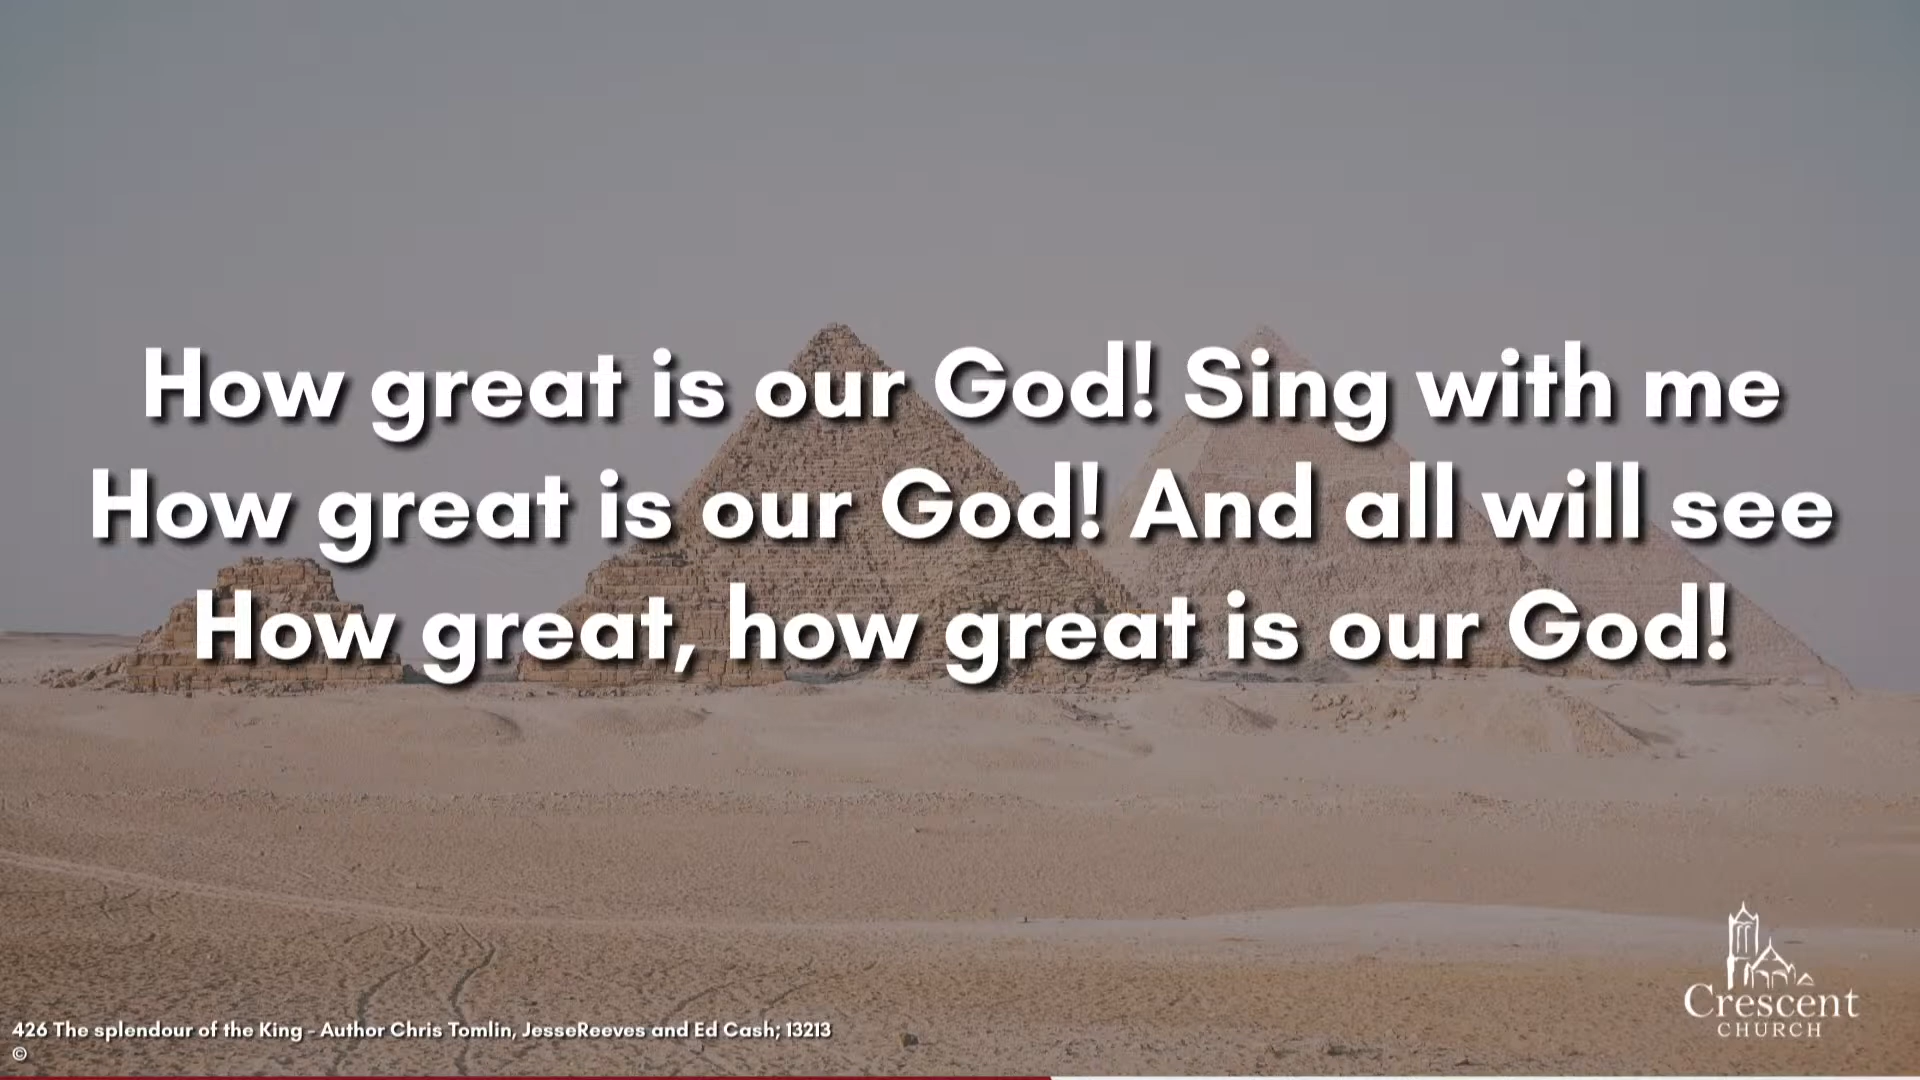 How great is our God! Sing with me
How great is our God! And all will see
How great, how great is our God!
426 The splendour of the King - Author Chris Tomlin, JesseReeves and Ed Cash; 13213
©
Crescent
CHURCH